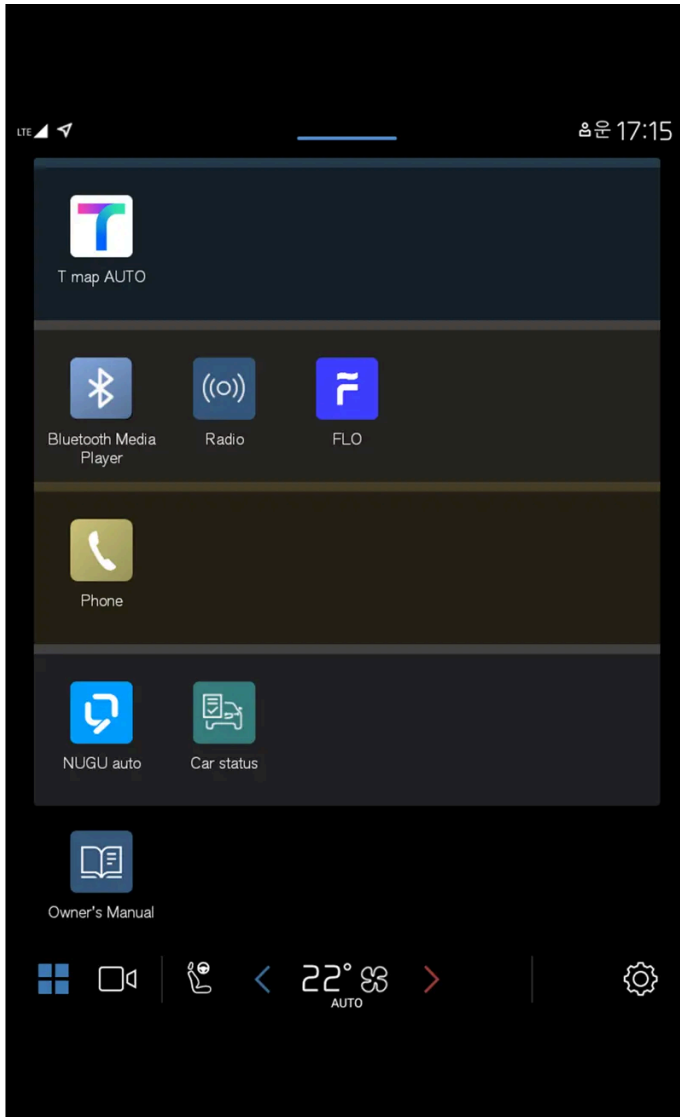 LTE
운 17:15
T map AUTO
Bluetooth Media
Player
Radio
FLO
Phone
NUGU auto
Car status
Owner's Manual
22°
AUTO